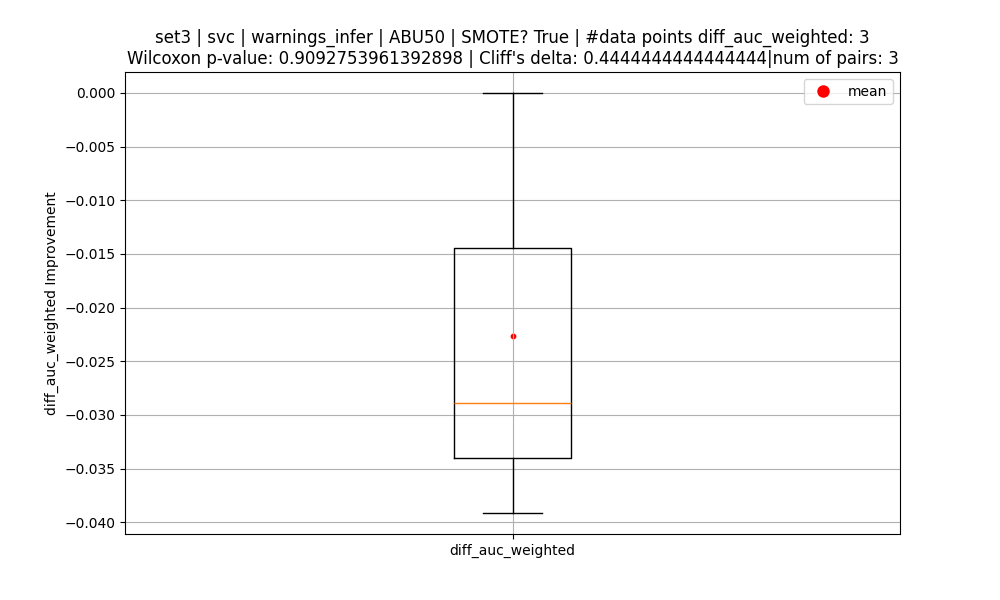 set3 | svc | warnings_infer | ABU50 | SMOTE? True | #data points diff_auc_weighted: 3
Wilcoxon p-value: 0.9092753961392898 | Cliff's delta: 0.4444444444444444|num of pairs: 3
mean
0.000
−0.005
−0.010
−0.015
−0.020
−0.025
−0.030
−0.035
−0.040
diff_auc_weighted Improvement
diff_auc_weighted